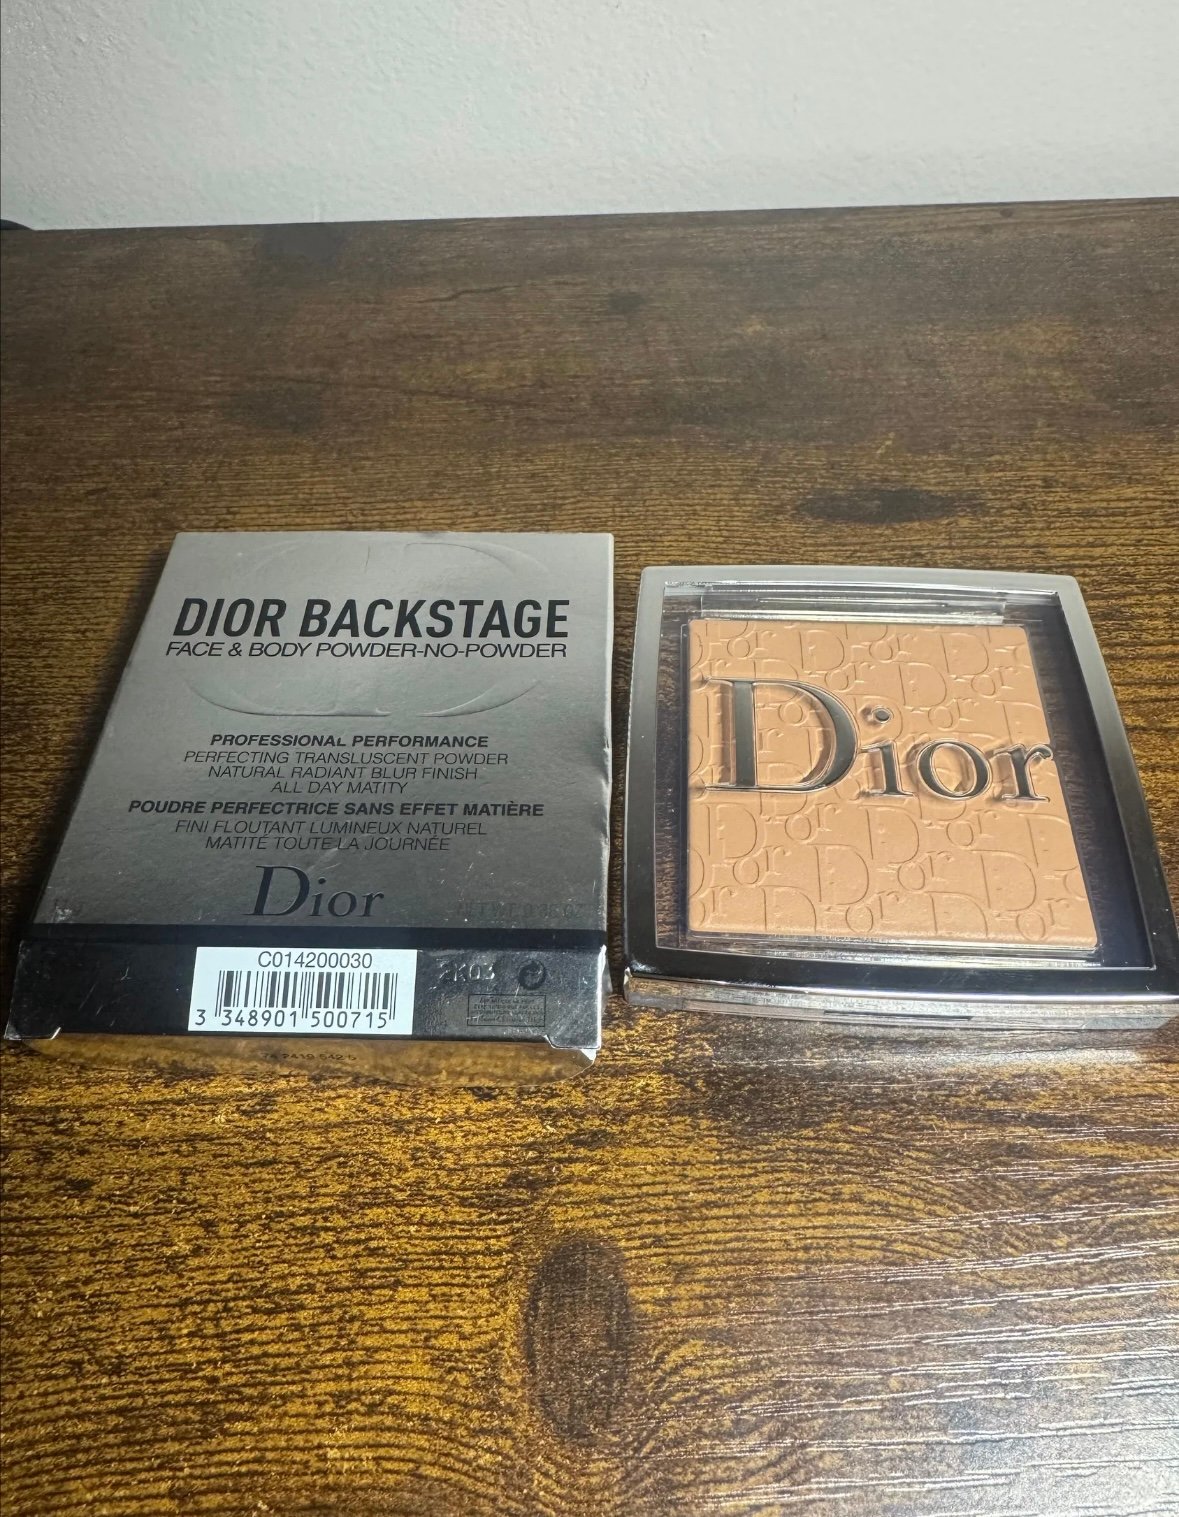 DIOR BACKSTAGE
FACE & BODY POWDER-NO-POWDER
PROFESSIONAL PERFORMANCE
PERFECTING TRANSLUSCENT POWDER
NATURAL RADIANT BLUR FINISH
ALL DAY MATITY
POUDRE PERFECTRICE SANS EFFET MATIÈRE
FINI FLOUTANT LUMINEUX NATUREL
MATITÉ TOUTE LA JOURNÉE
Dior
C014200030
3 348901 500715
Dior